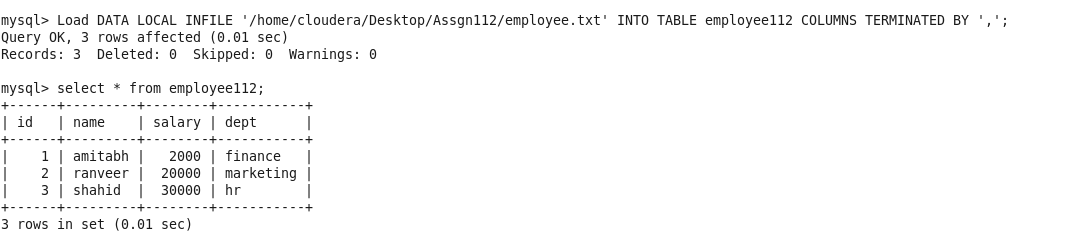 mysql> Load DATA LOCAL INFILE '/home/cloudera/Desktop/Assgn112/employee.txt' INTO TABLE employee112 COLUMNS TERMINATED BY ',';
Query OK, 3 rows affected (0.01 sec)
Records: 3  Deleted: 0  Skipped: 0  Warnings: 0

mysql> select * from employee112;
+------+---------+--------+-----------+
| id   | name    | salary | dept      |
+------+---------+--------+-----------+
|    1 | amitabh |   2000 | finance   |
|    2 | ranveer |  20000 | marketing |
|    3 | shahid  |  30000 | hr        |
+------+---------+--------+-----------+
3 rows in set (0.01 sec)